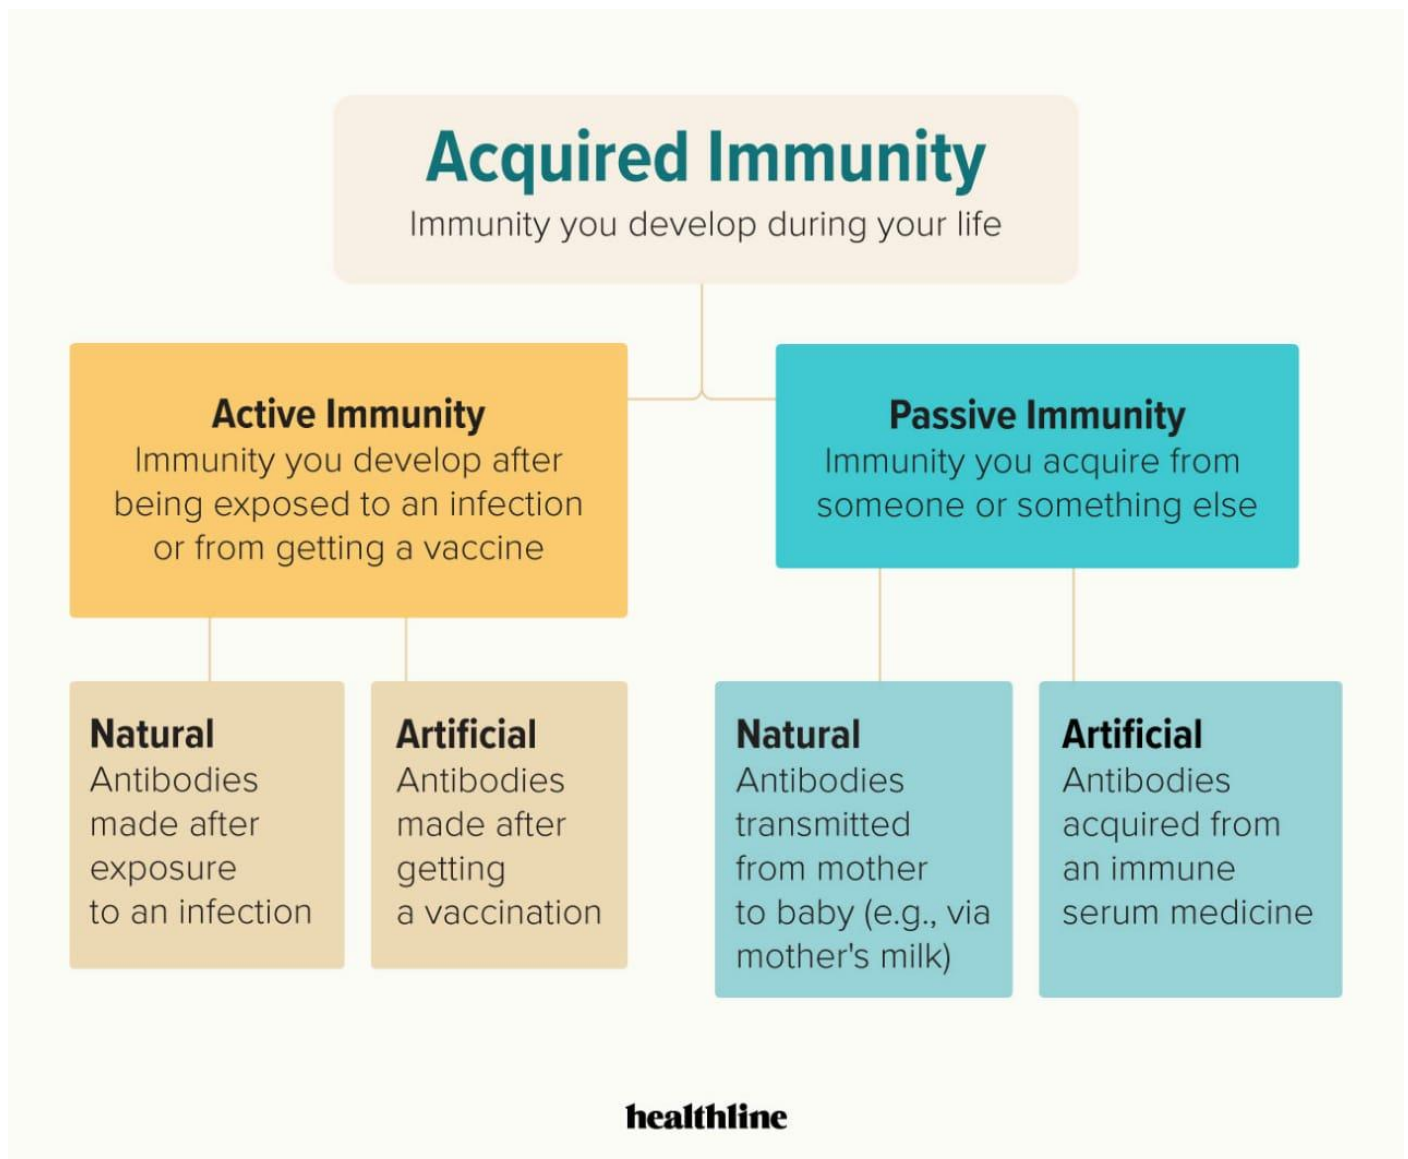 Acquired Immunity
Immunity you develop during your life
Active Immunity
Immunity you develop after
being exposed to an infection
or from getting a vaccine
Passive Immunity
Immunity you acquire from
someone or something else
Natural
Antibodies
made after
exposure
to an infection
Artificial
Antibodies
made after
getting
a vaccination
Natural
Antibodies
transmitted
from mother
to baby (e.g., via
mother's milk)
Artificial
Antibodies
acquired from
an immune
serum medicine
healthline